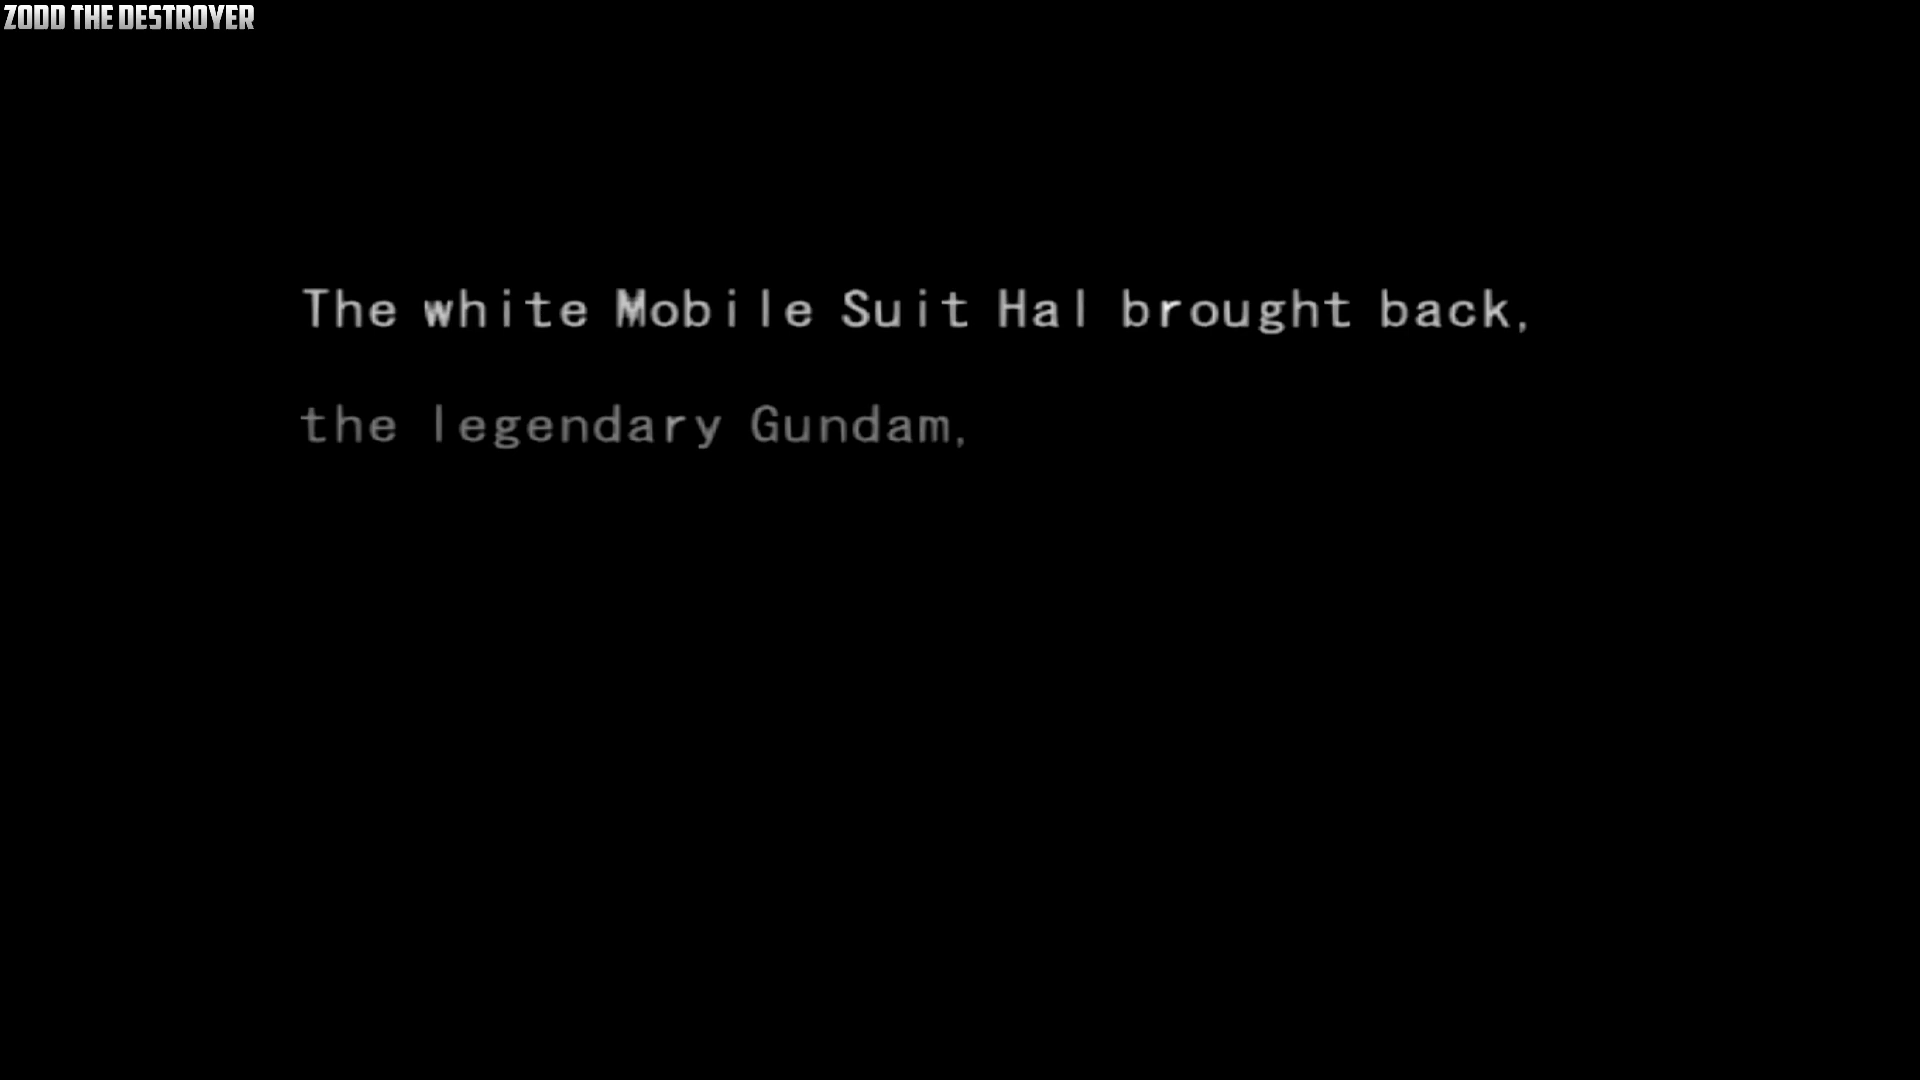 ZODD THE DESTROYER
The white Mobile Suit Hal brought back,
the legendary Gundam,